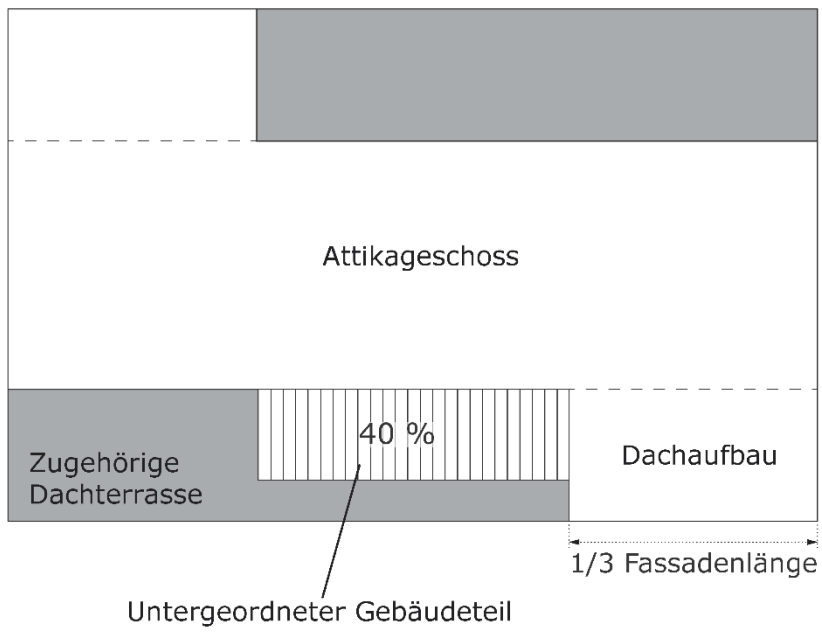 Attikageschoss
40 %
Zugehörige
Dachterrasse
Dachaufbau
1/3 Fassadenlänge
Untergeordneter Gebäudeteil